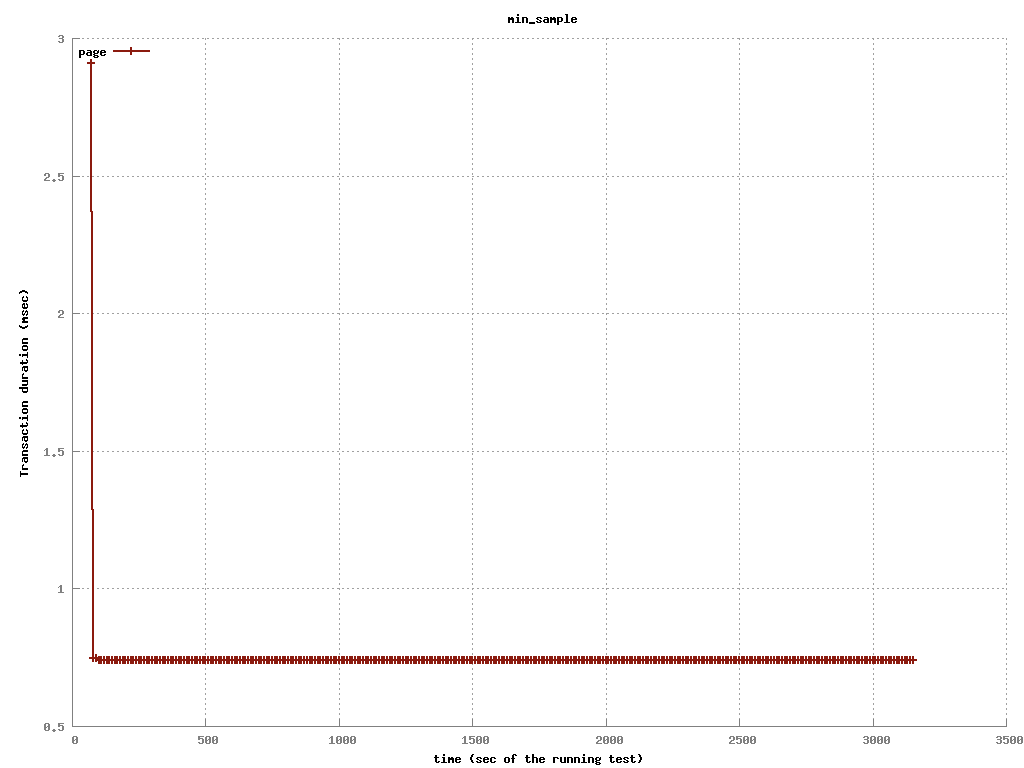 min_sample
page
3
2.5
2
1.5
1
0.5
Transaction duration (msec)
0 500 1000 1500 2000 2500 3000 3500
time (sec of the running test)